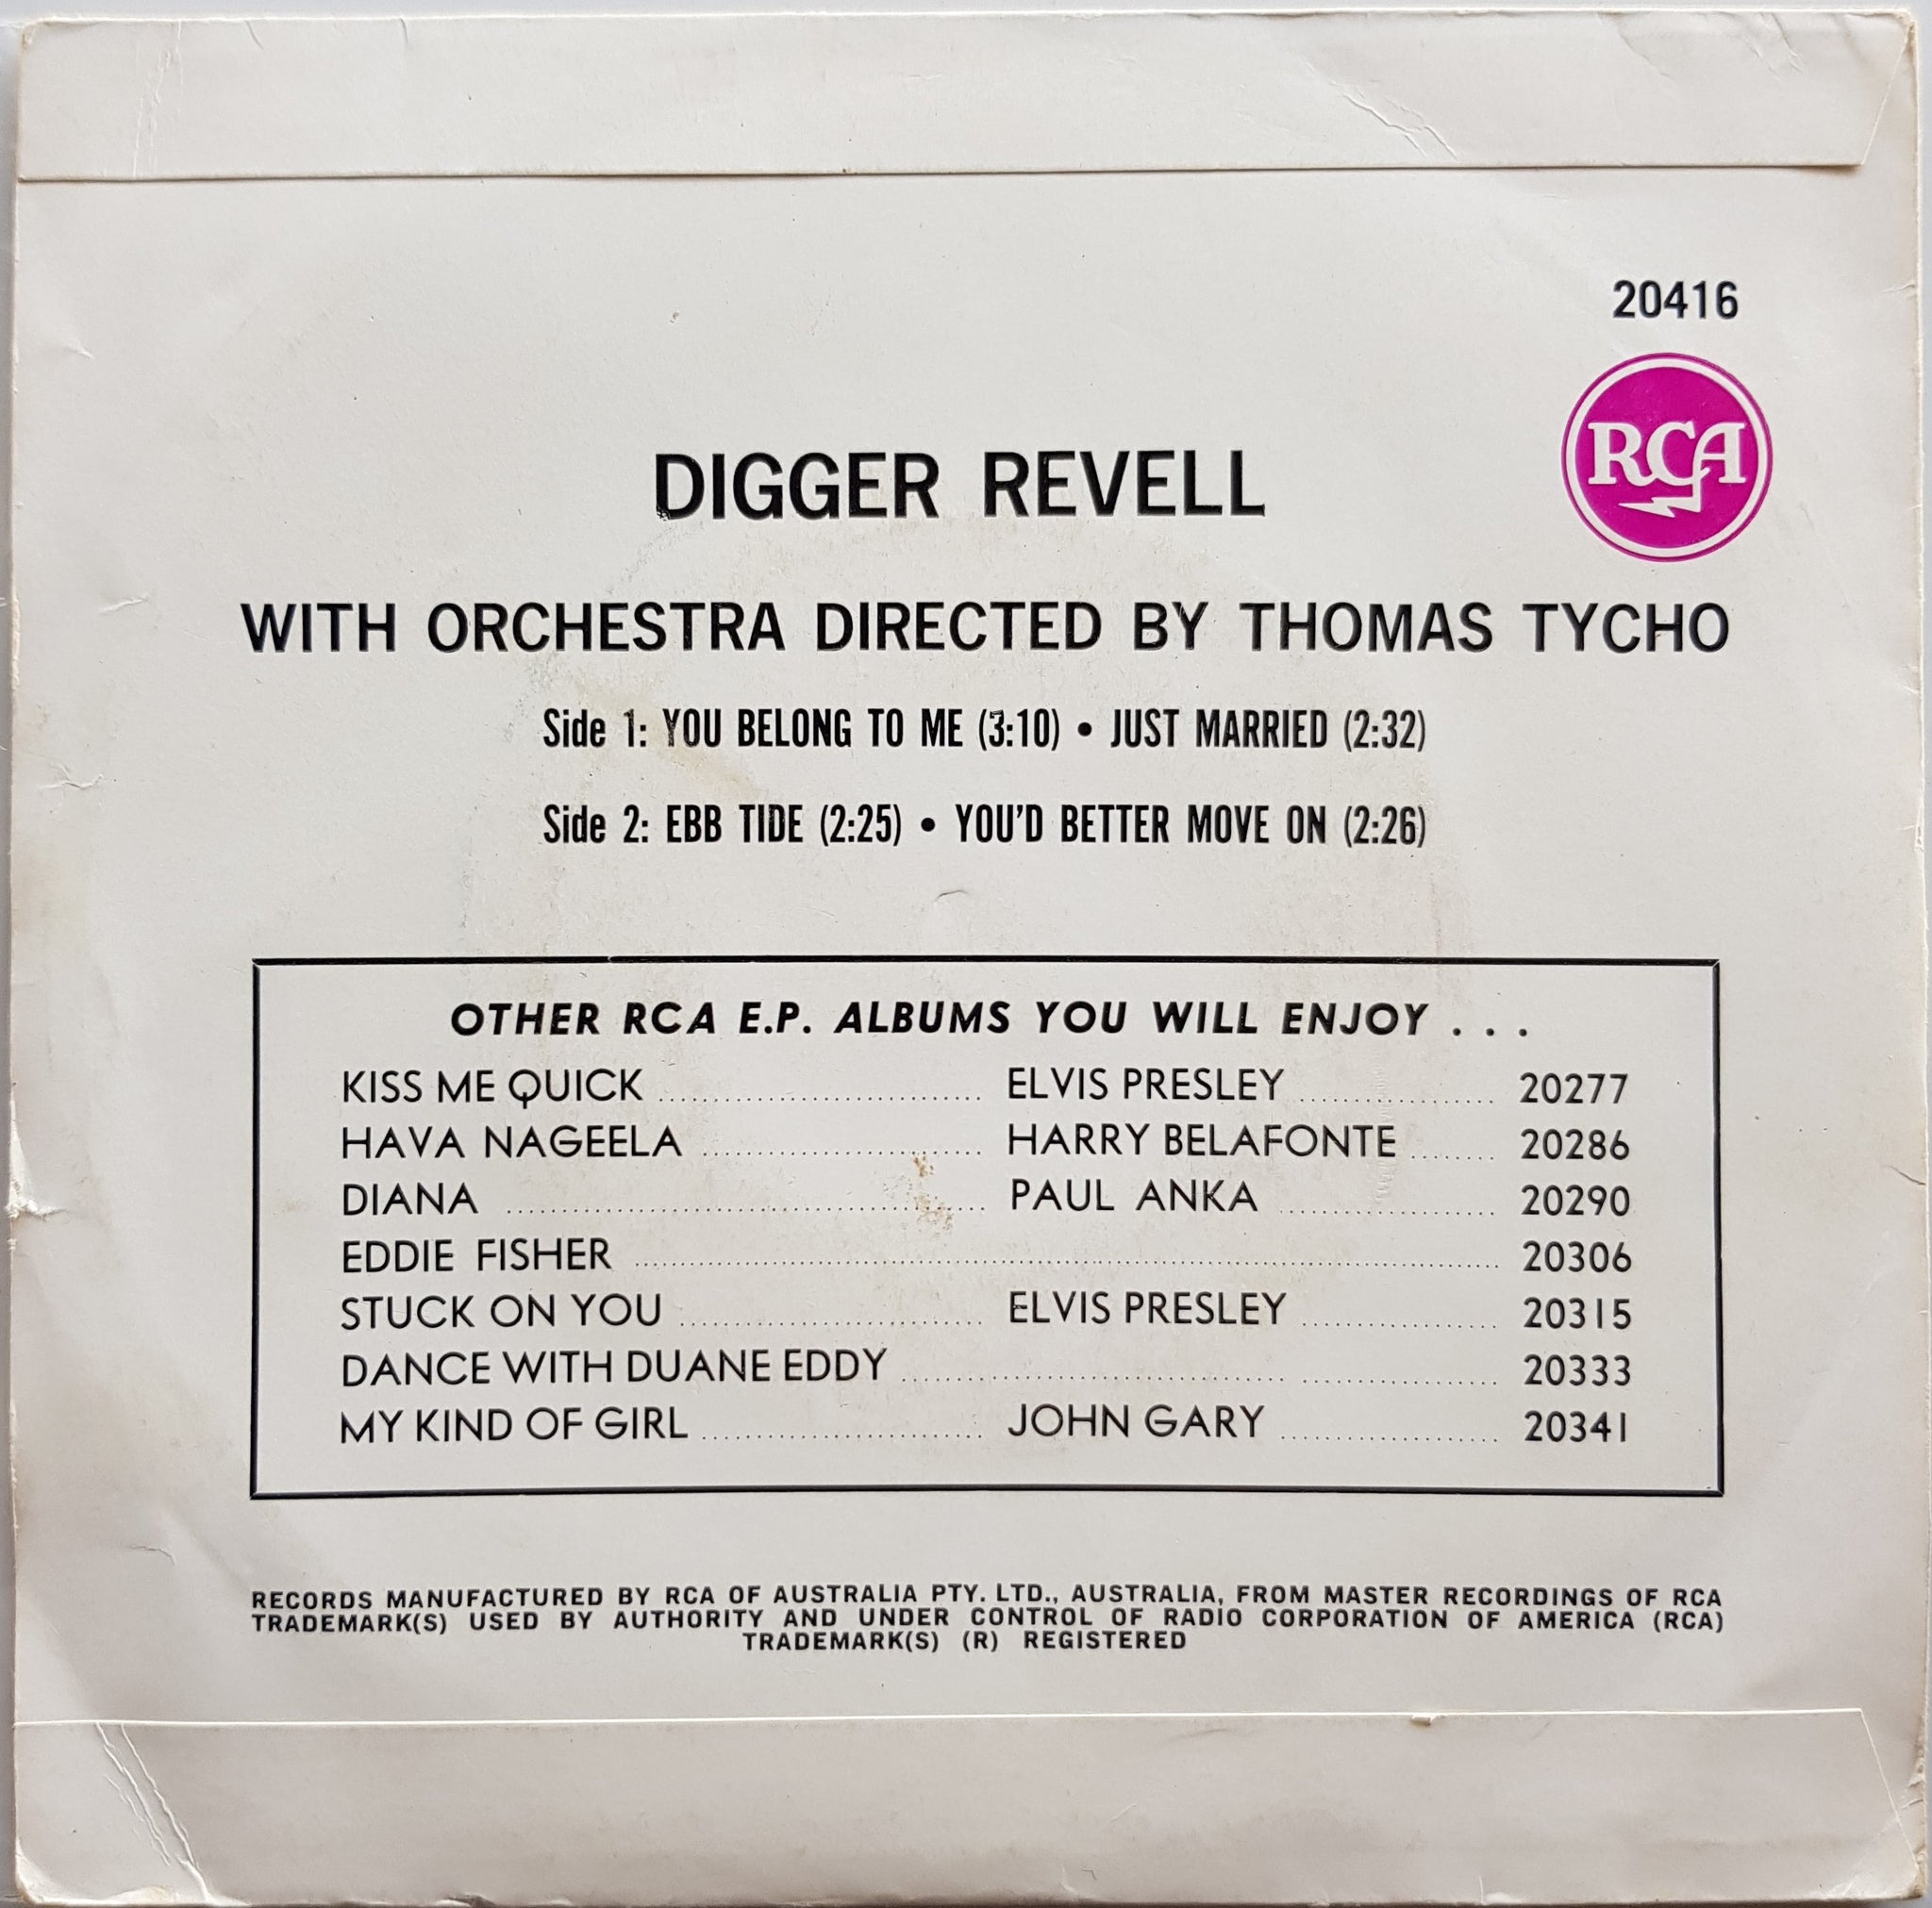 20416
RCA
DIGGER REVELL
WITH ORCHESTRA DIRECTED BY THOMAS TYCHO
Side 1: YOU BELONG TO ME (3:10) • JUST MARRIED (2:32)
Side 2: EBB TIDE (2:25) • YOU'D BETTER MOVE ON (2:26)
OTHER RCA E.P. ALBUMS YOU WILL ENJOY . . .
KISS ME QUICK ELVIS PRESLEY 20277
HAVA NAGEELA HARRY BELAFONTE 20286
DIANA PAUL ANKA 20290
EDDIE FISHER 20306
STUCK ON YOU ELVIS PRESLEY 20315
DANCE WITH DUANE EDDY 20333
MY KIND OF GIRL JOHN GARY 20341
RECORDS MANUFACTURED BY RCA OF AUSTRALIA PTY. LTD., AUSTRALIA, FROM MASTER RECORDINGS OF RCA
TRADEMARK(S) USED BY AUTHORITY AND UNDER CONTROL OF RADIO CORPORATION OF AMERICA (RCA)
TRADEMARK(S) (R) REGISTERED